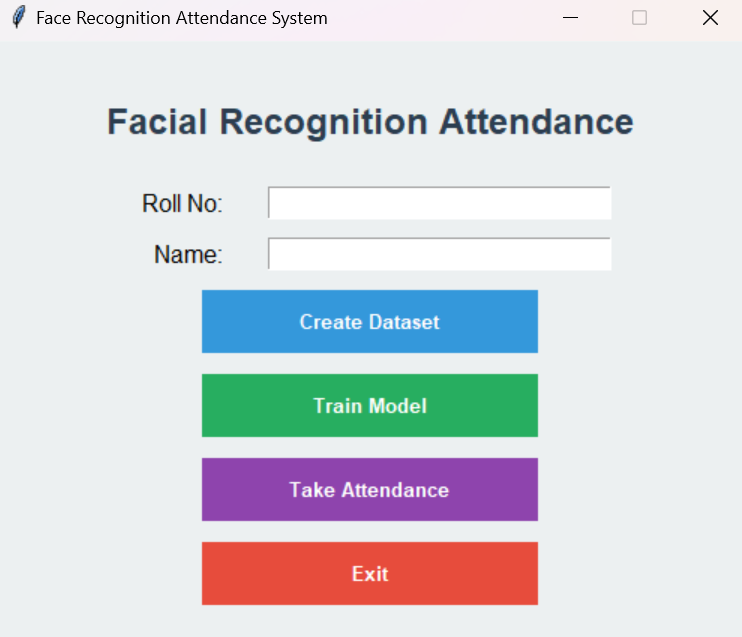 Face Recognition Attendance System
Facial Recognition Attendance
Roll No:
Name:
Create Dataset
Train Model
Take Attendance
Exit